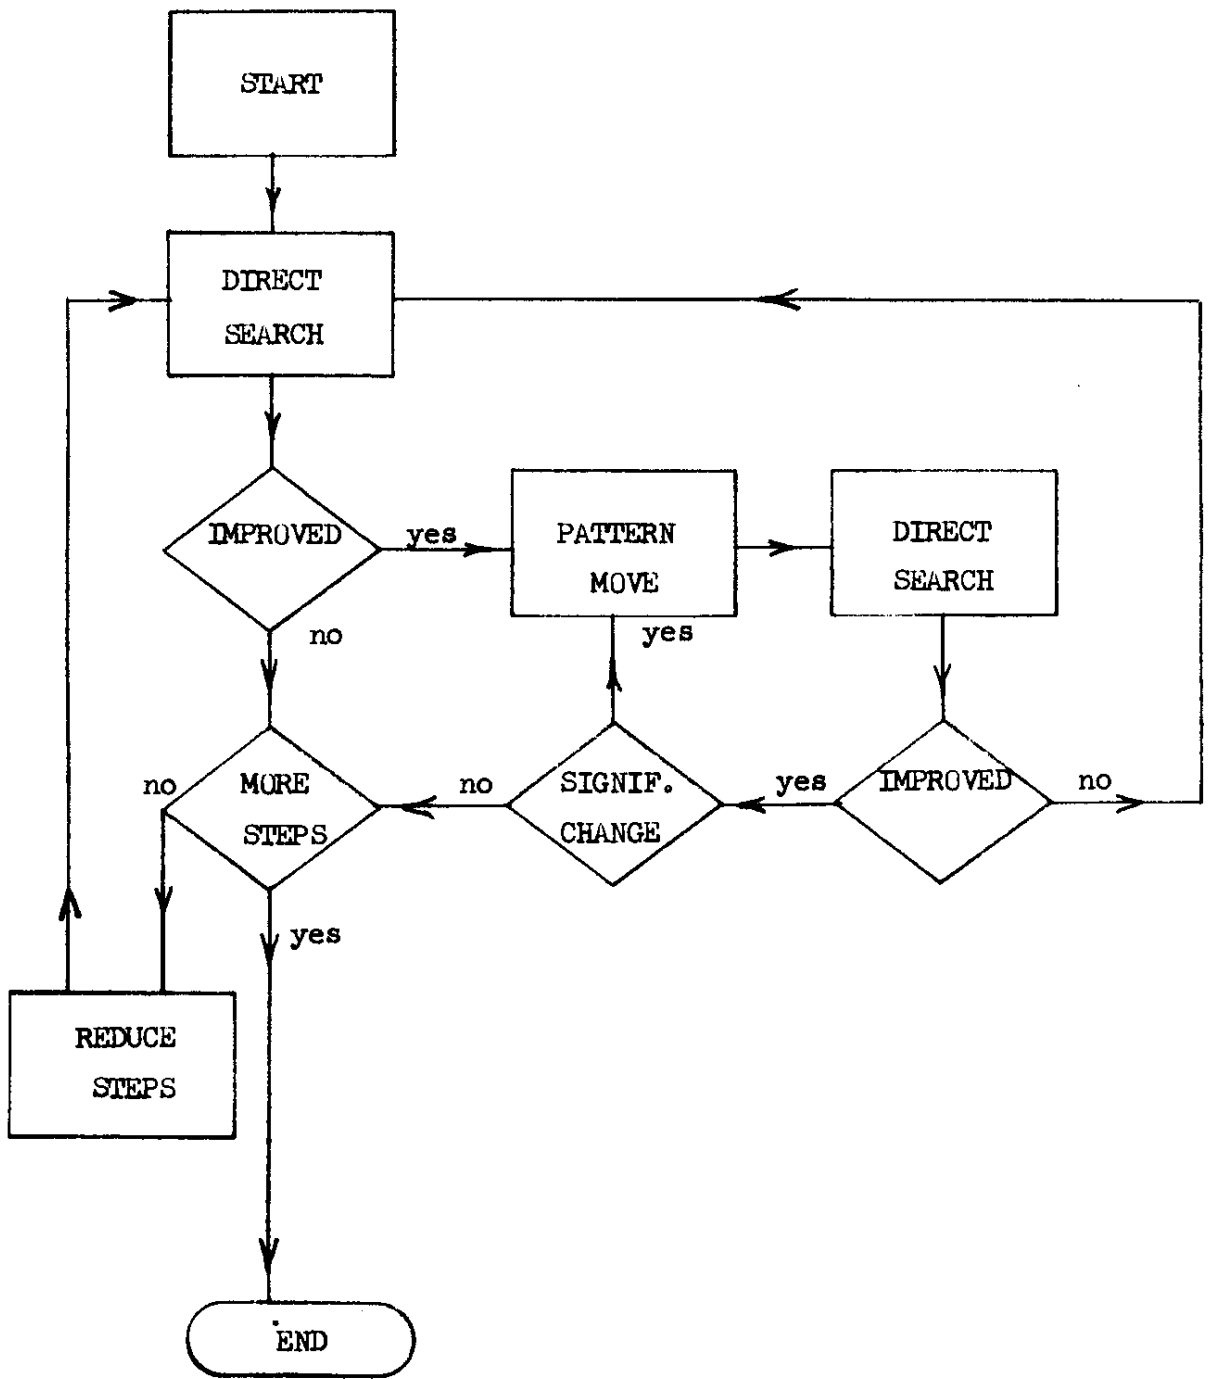 START
DIRECT
SEARCH
IMPROVED
yes
PATTERN
MOVE
DIRECT
SEARCH
no
yes
no
MORE
STEPS
no
SIGNIF.
CHANGE
yes
IMPROVED
no
yes
REDUCE
STEPS
END